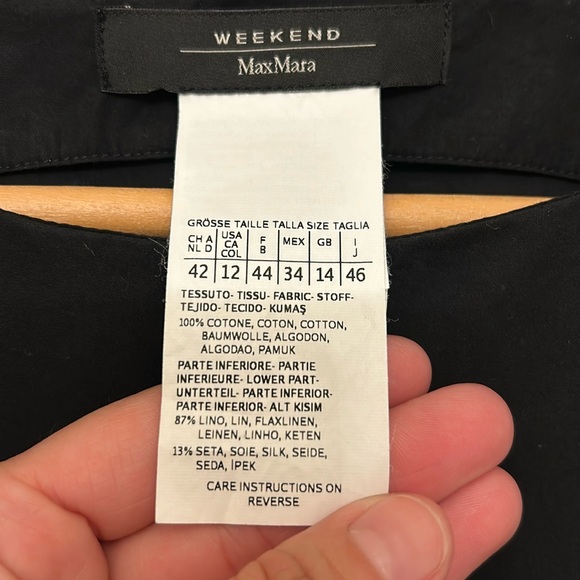 WEEKEND
MaxMara
GRÖSSE TAILLE TALLA SIZE TAGLIA
CH A NL D USA CA COL F B MEX GB I J
42 12 44 34 14 46
TESSUTO- TISSU- FABRIC- STOFF-
TEJIDO- TECIDO- KUMAŞ
100% COTONE, COTON, COTTON,
BAUMWOLLE, ALGODON,
ALGODAO, PAMUK
PARTE INFERIORE- PARTIE
INFERIEURE- LOWER PART-
UNTERTEIL- PARTE INFERIOR-
PARTE INFERIOR- ALT KISIM
87% LINO, LIN, FLAX,LINEN,
LEINEN, LINHO, KETEN
13% SETA, SOIE, SILK, SEIDE,
SEDA, İPEK
CARE INSTRUCTIONS ON
REVERSE